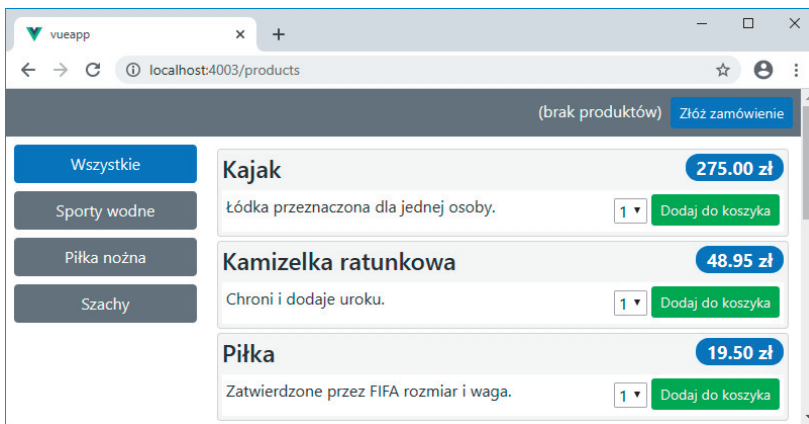 vueapp
localhost:4003/products
(brak produktów) Złóż zamówienie
Wszystkie
Sporty wodne
Piłka nożna
Szachy
Kajak 275.00 zł
Łódka przeznaczona dla jednej osoby. 1 Dodaj do koszyka
Kamizelka ratunkowa 48.95 zł
Chroni i dodaje uroku. 1 Dodaj do koszyka
Piłka 19.50 zł
Zatwierdzone przez FIFA rozmiar i waga. 1 Dodaj do koszyka